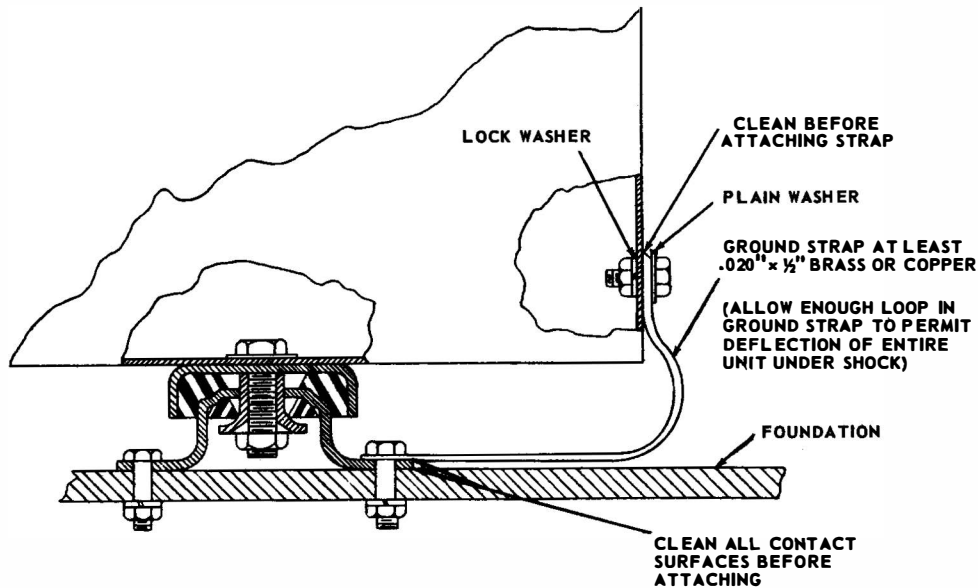 LOCK WASHER
CLEAN BEFORE
ATTACHING STRAP
PLAIN WASHER
GROUND STRAP AT LEAST
.020" x ½" BRASS OR COPPER
(ALLOW ENOUGH LOOP IN
GROUND STRAP TO PERMIT
DEFLECTION OF ENTIRE
UNIT UNDER SHOCK)
FOUNDATION
CLEAN ALL CONTACT
SURFACES BEFORE
ATTACHING